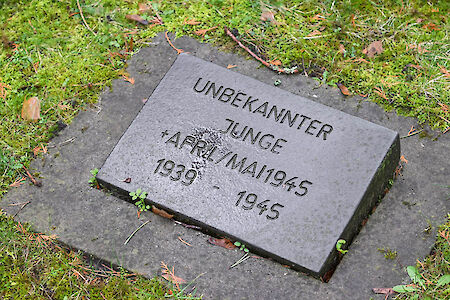 UNBEKANNTER
JUNGE
+APRIL/MAI 1945
1939 - 1945